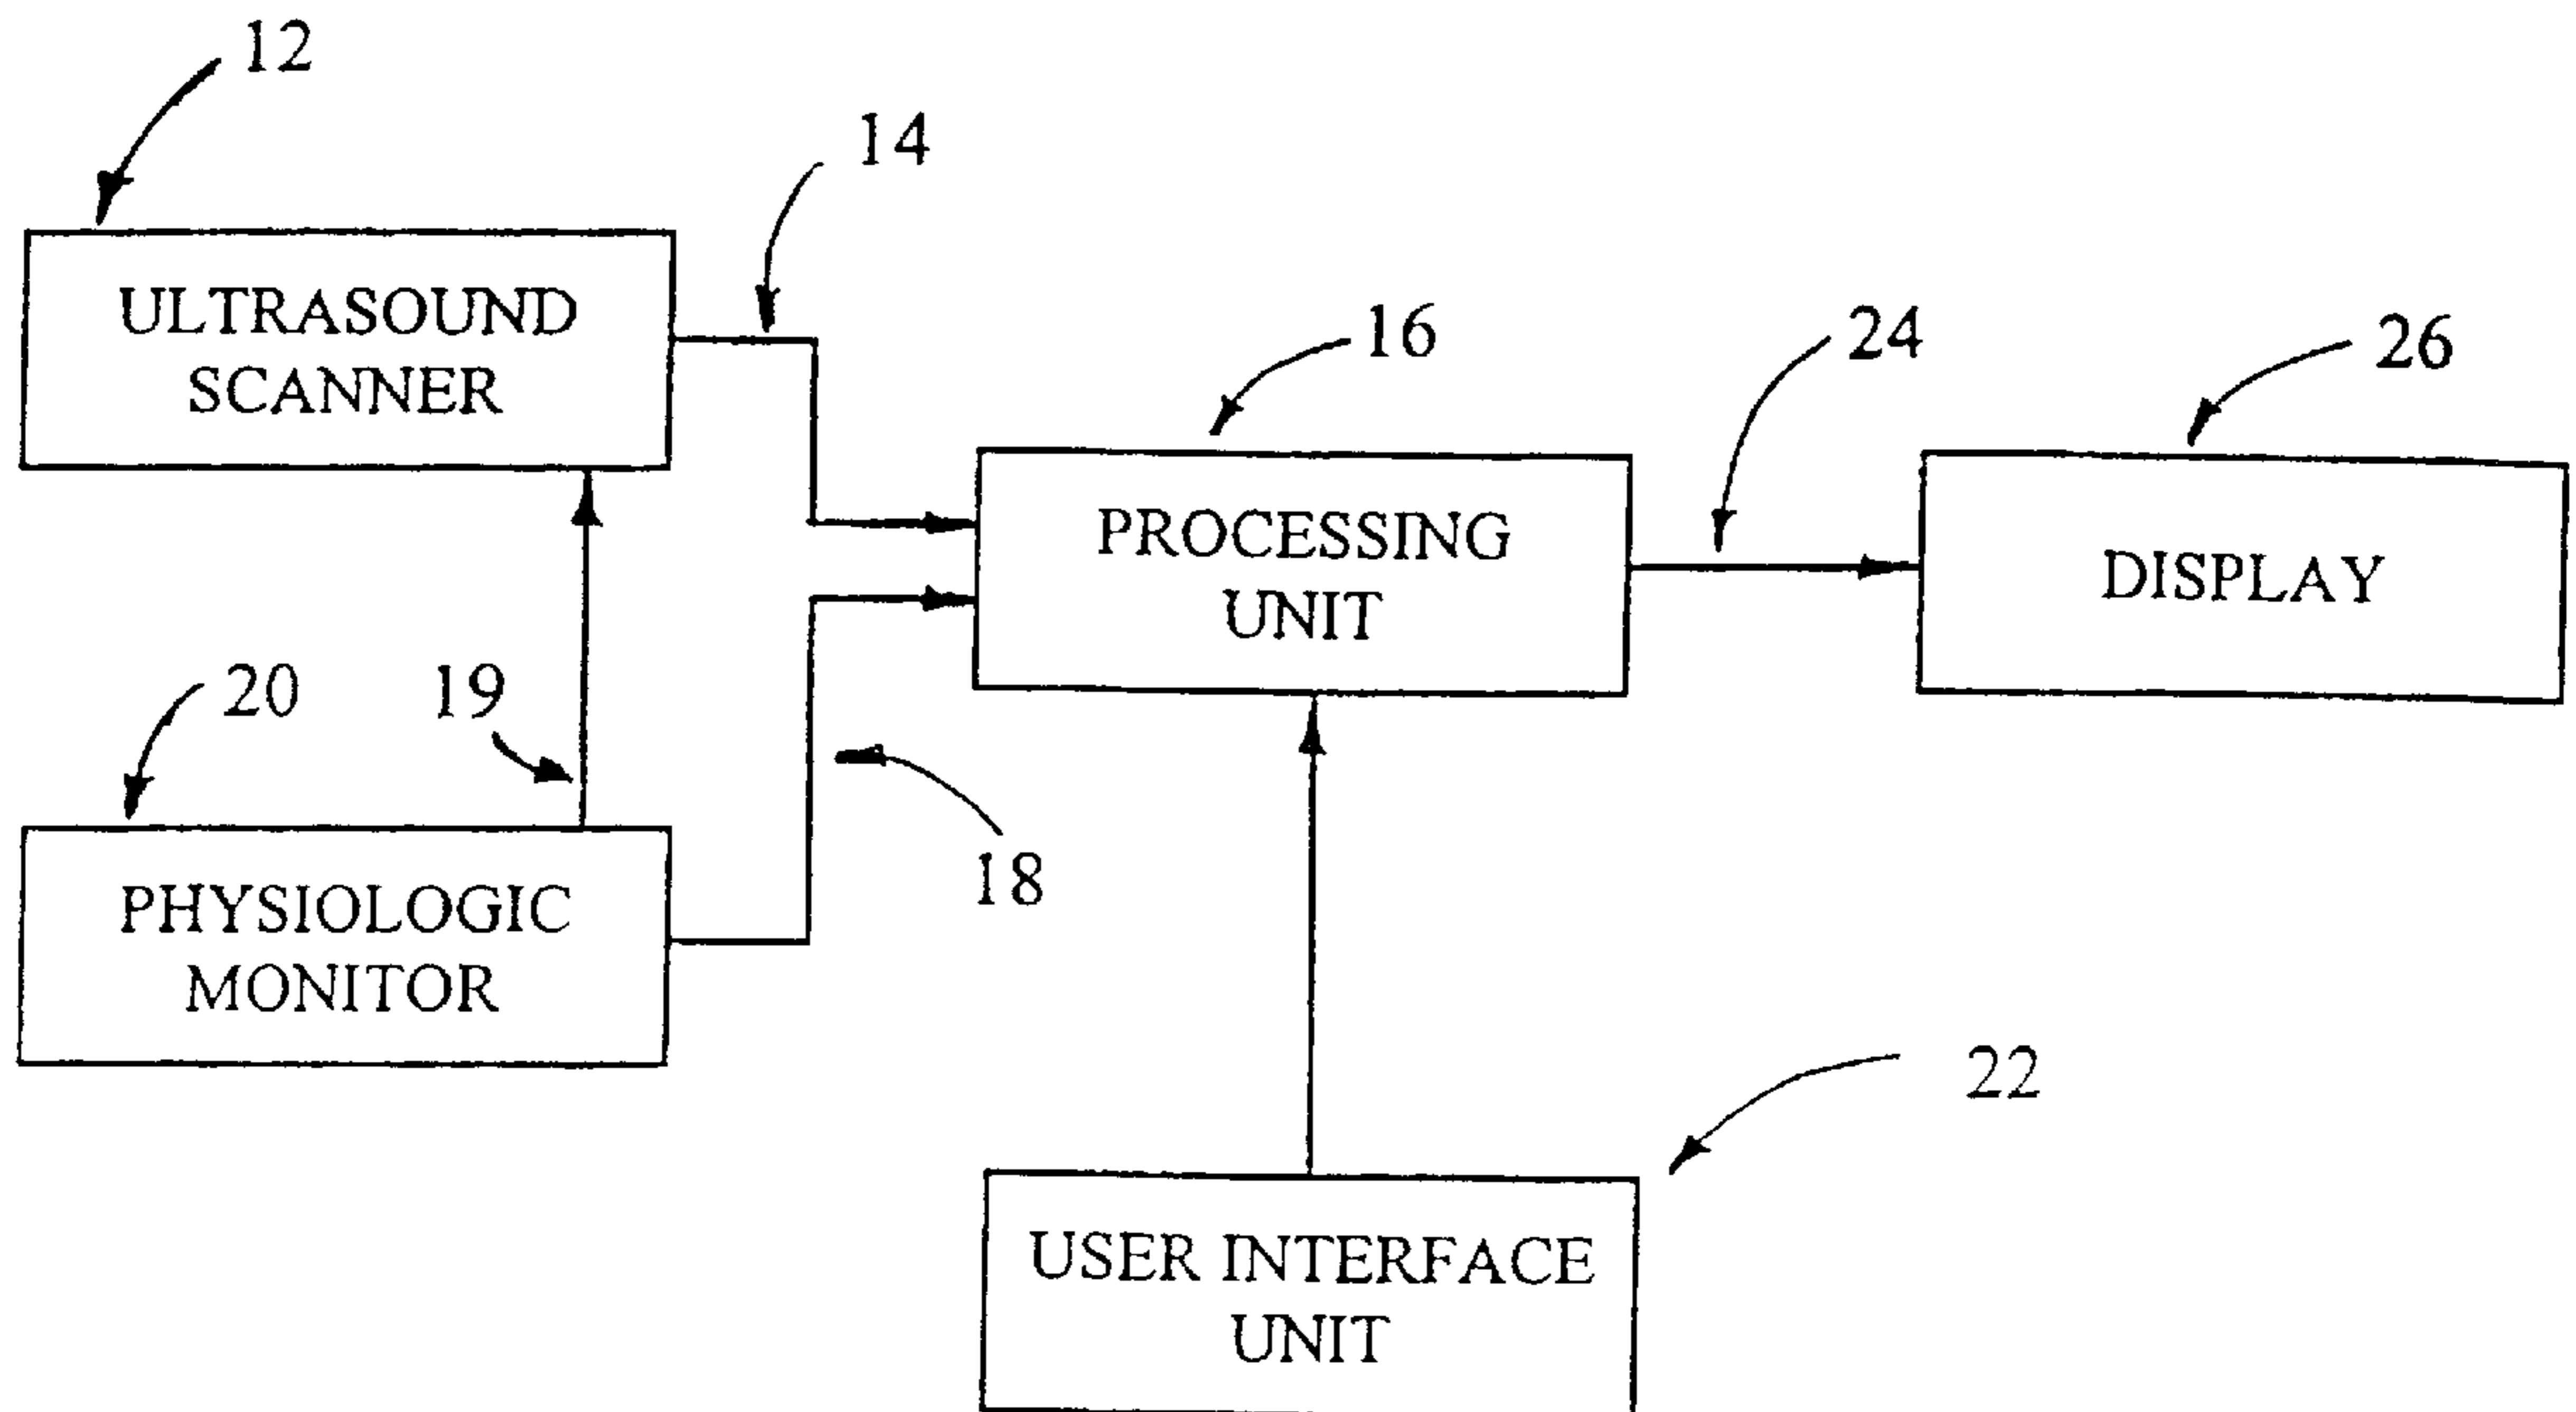 12
14
ULTRASOUND
SCANNER
16
24
26
PROCESSING
UNIT
DISPLAY
20
19
18
PHYSIOLOGIC
MONITOR
22
USER INTERFACE
UNIT